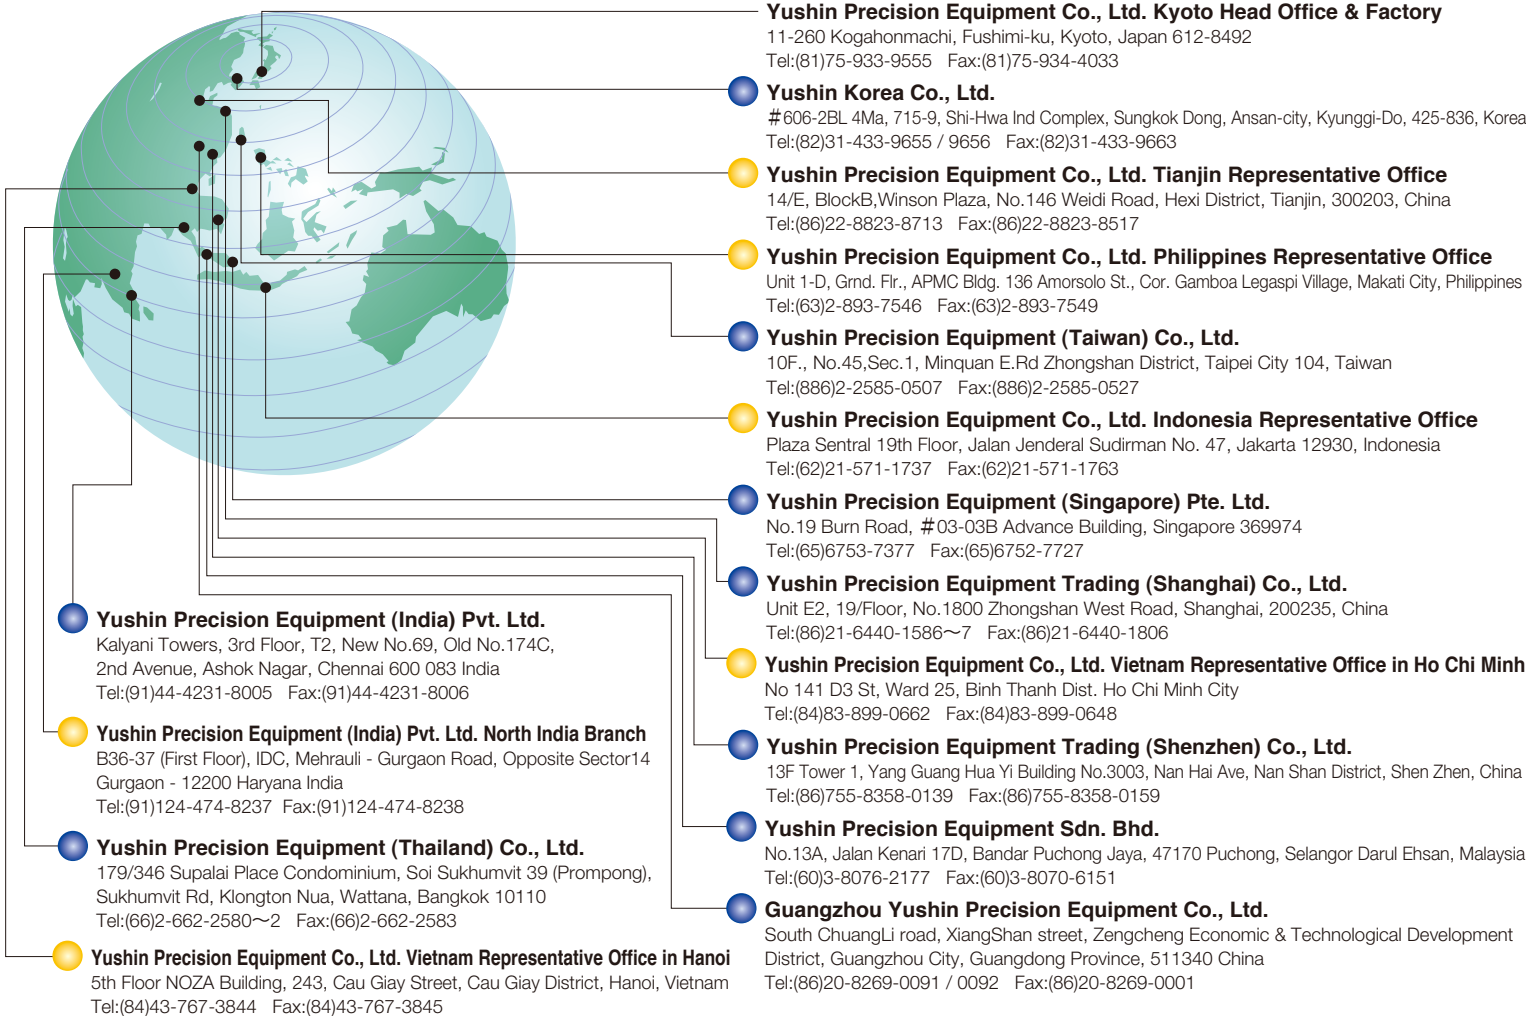 Yushin Precision Equipment Co., Ltd. Kyoto Head Office & Factory
11-260 Kogahonmachi, Fushimi-ku, Kyoto, Japan 612-8492
Tel:(81)75-933-9555 Fax:(81)75-934-4033
Yushin Korea Co., Ltd.
#606-2BL 4Ma, 715-9, Shi-Hwa Ind Complex, Sungkok Dong, Ansan-city, Kyunggi-Do, 425-836, Korea
Tel:(82)31-433-9655 / 9656 Fax:(82)31-433-9663
Yushin Precision Equipment Co., Ltd. Tianjin Representative Office
14/E, BlockB,Winson Plaza, No.146 Weidi Road, Hexi District, Tianjin, 300203, China
Tel:(86)22-8823-8713 Fax:(86)22-8823-8517
Yushin Precision Equipment Co., Ltd. Philippines Representative Office
Unit 1-D, Grnd. Flr., APMC Bldg. 136 Amorsolo St., Cor. Gamboa Legaspi Village, Makati City, Philippines
Tel:(63)2-893-7546 Fax:(63)2-893-7549
Yushin Precision Equipment (Taiwan) Co., Ltd.
10F., No.45,Sec.1, Minquan E.Rd Zhongshan District, Taipei City 104, Taiwan
Tel:(886)2-2585-0507 Fax:(886)2-2585-0527
Yushin Precision Equipment Co., Ltd. Indonesia Representative Office
Plaza Sentral 19th Floor, Jalan Jenderal Sudirman No. 47, Jakarta 12930, Indonesia
Tel:(62)21-571-1737 Fax:(62)21-571-1763
Yushin Precision Equipment (Singapore) Pte. Ltd.
No.19 Burn Road, #03-03B Advance Building, Singapore 369974
Tel:(65)6753-7377 Fax:(65)6752-7727
Yushin Precision Equipment Trading (Shanghai) Co., Ltd.
Unit E2, 19/Floor, No.1800 Zhongshan West Road, Shanghai, 200235, China
Tel:(86)21-6440-1586〜7 Fax:(86)21-6440-1806
Yushin Precision Equipment Co., Ltd. Vietnam Representative Office in Ho Chi Minh
No 141 D3 St, Ward 25, Binh Thanh Dist. Ho Chi Minh City
Tel:(84)83-899-0662 Fax:(84)83-899-0648
Yushin Precision Equipment Trading (Shenzhen) Co., Ltd.
13F Tower 1, Yang Guang Hua Yi Building No.3003, Nan Hai Ave, Nan Shan District, Shen Zhen, China
Tel:(86)755-8358-0139 Fax:(86)755-8358-0159
Yushin Precision Equipment Sdn. Bhd.
No.13A, Jalan Kenari 17D, Bandar Puchong Jaya, 47170 Puchong, Selangor Darul Ehsan, Malaysia
Tel:(60)3-8076-2177 Fax:(60)3-8070-6151
Guangzhou Yushin Precision Equipment Co., Ltd.
South ChuangLi road, XiangShan street, Zengcheng Economic & Technological Development
District, Guangzhou City, Guangdong Province, 511340 China
Tel:(86)20-8269-0091 / 0092 Fax:(86)20-8269-0001
Yushin Precision Equipment (India) Pvt. Ltd.
Kalyani Towers, 3rd Floor, T2, New No.69, Old No.174C,
2nd Avenue, Ashok Nagar, Chennai 600 083 India
Tel:(91)44-4231-8005 Fax:(91)44-4231-8006
Yushin Precision Equipment (India) Pvt. Ltd. North India Branch
B36-37 (First Floor), IDC, Mehrauli - Gurgaon Road, Opposite Sector14
Gurgaon - 12200 Haryana India
Tel:(91)124-474-8237 Fax:(91)124-474-8238
Yushin Precision Equipment (Thailand) Co., Ltd.
179/346 Supalai Place Condominium, Soi Sukhumvit 39 (Prompong),
Sukhumvit Rd, Klongton Nua, Wattana, Bangkok 10110
Tel:(66)2-662-2580〜2 Fax:(66)2-662-2583
Yushin Precision Equipment Co., Ltd. Vietnam Representative Office in Hanoi
5th Floor NOZA Building, 243, Cau Giay Street, Cau Giay District, Hanoi, Vietnam
Tel:(84)43-767-3844 Fax:(84)43-767-3845